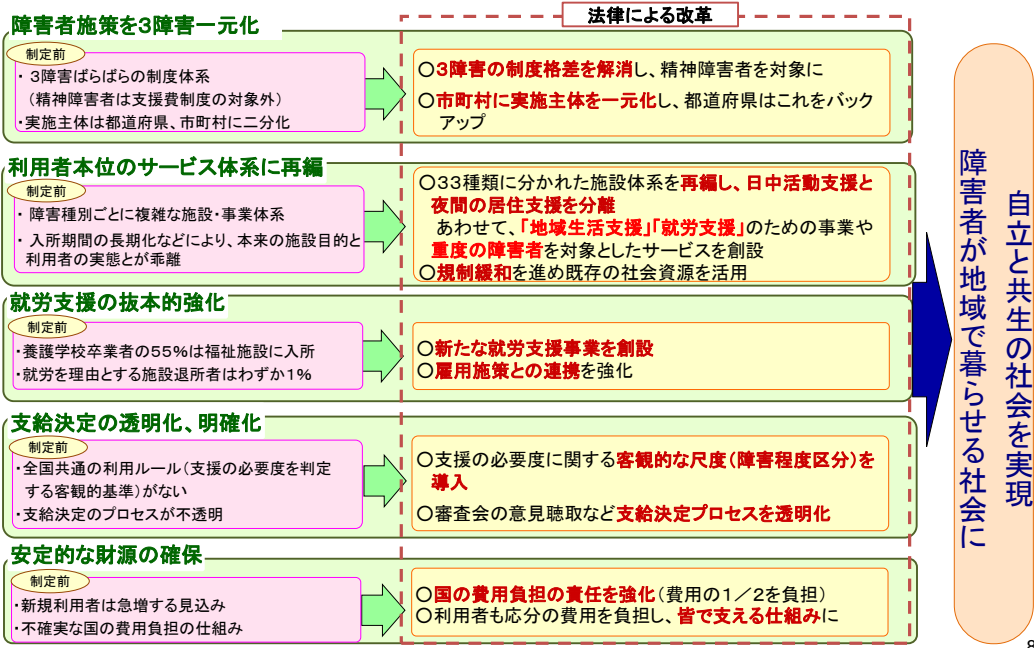 法律による改革
障害者施策を3障害一元化
制定前
・ 3障害ばらばらの制度体系
(精神障害者は支援費制度の対象外)
・実施主体は都道府県、市町村に二分化
○3障害の制度格差を解消し、精神障害者を対象に
○市町村に実施主体を一元化し、都道府県はこれをバック
アップ
利用者本位のサービス体系に再編
制定前
・ 障害種別ごとに複雑な施設・事業体系
・ 入所期間の長期化などにより、本来の施設目的と
利用者の実態とが乖離
○33種類に分かれた施設体系を再編し、日中活動支援と
夜間の居住支援を分離
あわせて、「地域生活支援」「就労支援」のための事業や
重度の障害者を対象としたサービスを創設
○規制緩和を進め既存の社会資源を活用
就労支援の抜本的強化
制定前
・養護学校卒業者の55%は福祉施設に入所
・就労を理由とする施設退所者はわずか1%
○新たな就労支援事業を創設
○雇用施策との連携を強化
支給決定の透明化、明確化
制定前
・全国共通の利用ルール(支援の必要度を判定
する客観的基準)がない
・支給決定のプロセスが不透明
○支援の必要度に関する客観的な尺度(障害程度区分)を
導入
○審査会の意見聴取など支給決定プロセスを透明化
安定的な財源の確保
制定前
・新規利用者は急増する見込み
・不確実な国の費用負担の仕組み
○国の費用負担の責任を強化(費用の1/2を負担)
○利用者も応分の費用を負担し、皆で支える仕組みに
自立と共生の社会を実現
障害者が地域で暮らせる社会に
8